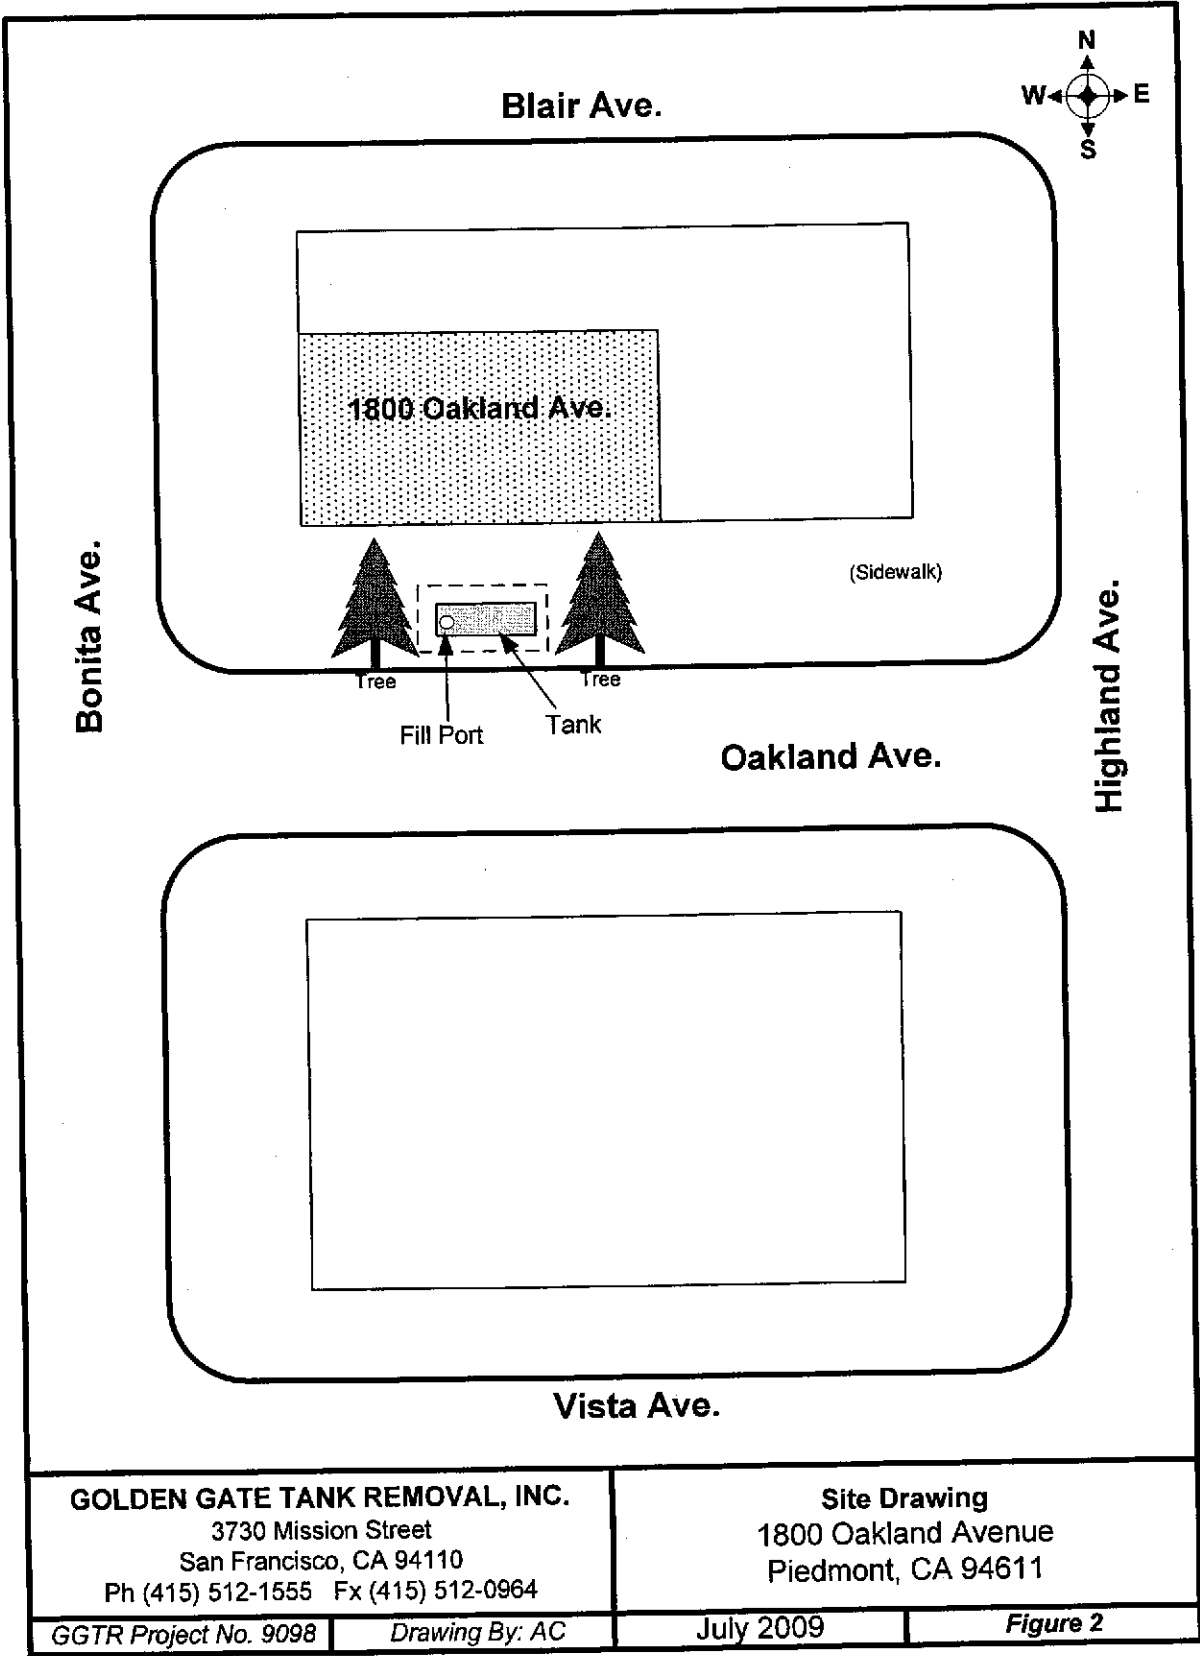 N
W E
S
Blair Ave.
1800 Oakland Ave.
(Sidewalk)
Bonita Ave.
Highland Ave.
Tree
Tree
Fill Port
Tank
Oakland Ave.
Vista Ave.
GOLDEN GATE TANK REMOVAL, INC.
3730 Mission Street
San Francisco, CA 94110
Ph (415) 512-1555 Fx (415) 512-0964
Site Drawing
1800 Oakland Avenue
Piedmont, CA 94611
GGTR Project No. 9098
Drawing By: AC
July 2009
Figure 2